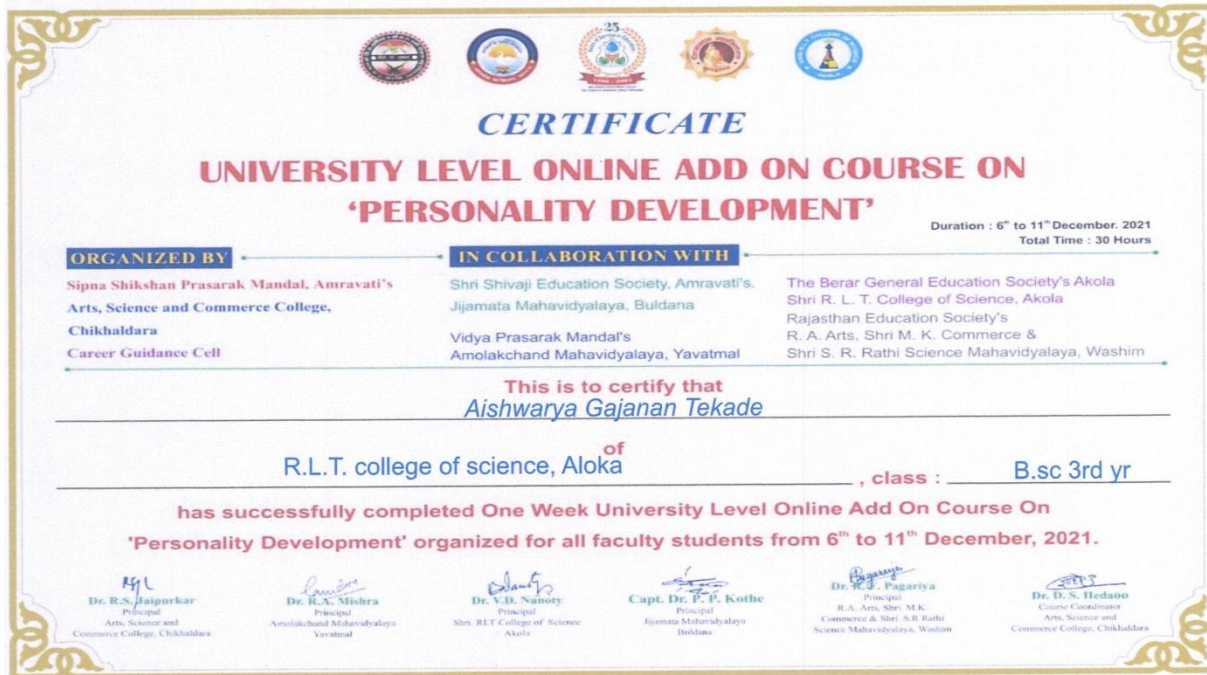 25
CERTIFICATE
UNIVERSITY LEVEL ONLINE ADD ON COURSE ON
‘PERSONALITY DEVELOPMENT’
Duration : 6th to 11th December. 2021
Total Time : 30 Hours
ORGANIZED BY
Sipna Shikshan Prasarak Mandal, Amravati's
Arts, Science and Commerce College,
Chikhaldara
Career Guidance Cell
IN COLLABORATION WITH
Shri Shivaji Education Society, Amravati's.
Jijamata Mahavidyalaya, Buldana
Vidya Prasarak Mandal's
Amolakchand Mahavidyalaya, Yavatmal
The Berar General Education Society's Akola
Shri R. L. T. College of Science, Akola
Rajasthan Education Society's
R. A. Arts, Shri M. K. Commerce &
Shri S. R. Rathi Science Mahavidyalaya, Washim
This is to certify that
Aishwarya Gajanan Tekade
of
R.L.T. college of science, Aloka
, class : B.sc 3rd yr
has successfully completed One Week University Level Online Add On Course On
'Personality Development' organized for all faculty students from 6th to 11th December, 2021.
Dr. R.S. Jaipurkar
Principal
Arts, Science and
Commerce College, Chikhaldara
Dr. R.A. Mishra
Principal
Amolakchand Mahavidyalaya
Yavatmal
Dr. V.D. Nanoty
Principal
Shri. RLT College of Science
Akola
Capt. Dr. P. P. Kothe
Principal
Jijamata Mahavidyalaya
Buldana
Dr. R. J. Pagariya
Principal
R.A. Arts, Shri. M.K.
Commerce & Shri. S.R Rathi
Science Mahavidyalaya, Washim
Dr. D. S. Hedaoo
Course Coordinator
Arts, Science and
Commerce College, Chikhaldara